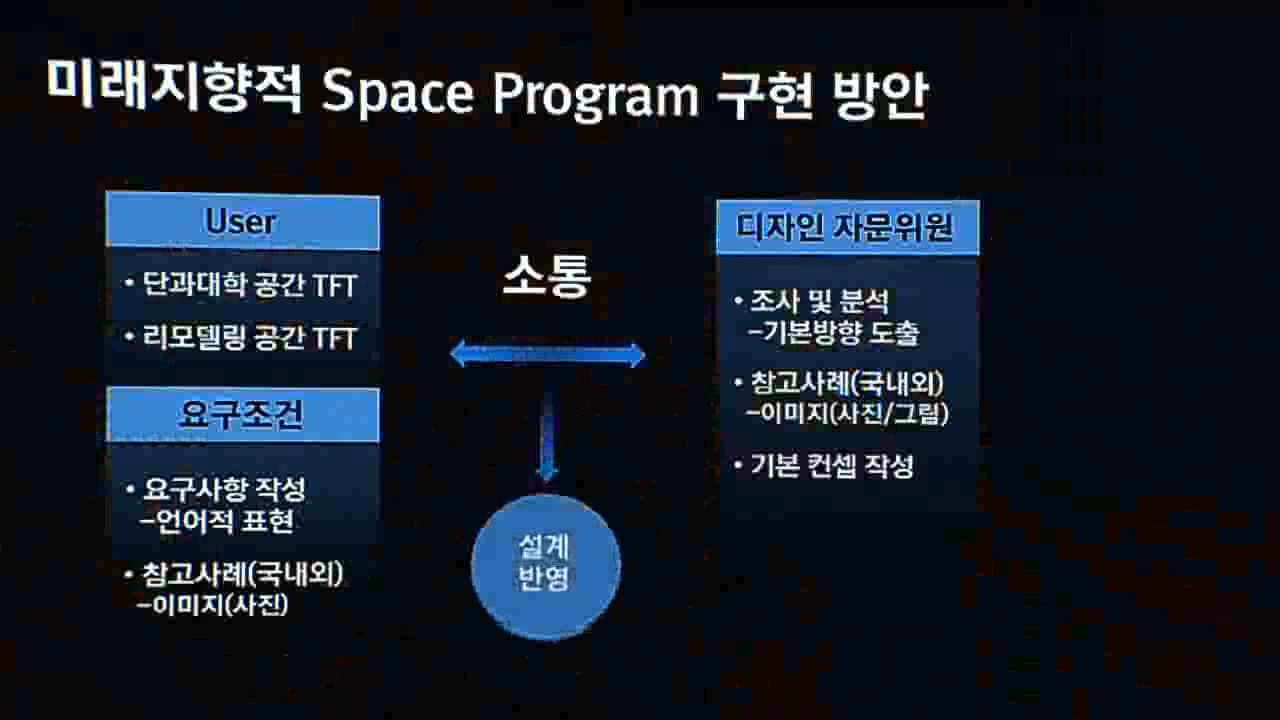 미래지향적 Space Program 구현 방안
User
• 단과대학 공간 TFT
• 리모델링 공간 TFT
요구조건
• 요구사항 작성
–언어적 표현
• 참고사례(국내외)
–이미지(사진)
소통
설계
반영
디자인 자문위원
• 조사 및 분석
–기본방향 도출
• 참고사례(국내외)
–이미지(사진/그림)
• 기본 컨셉 작성